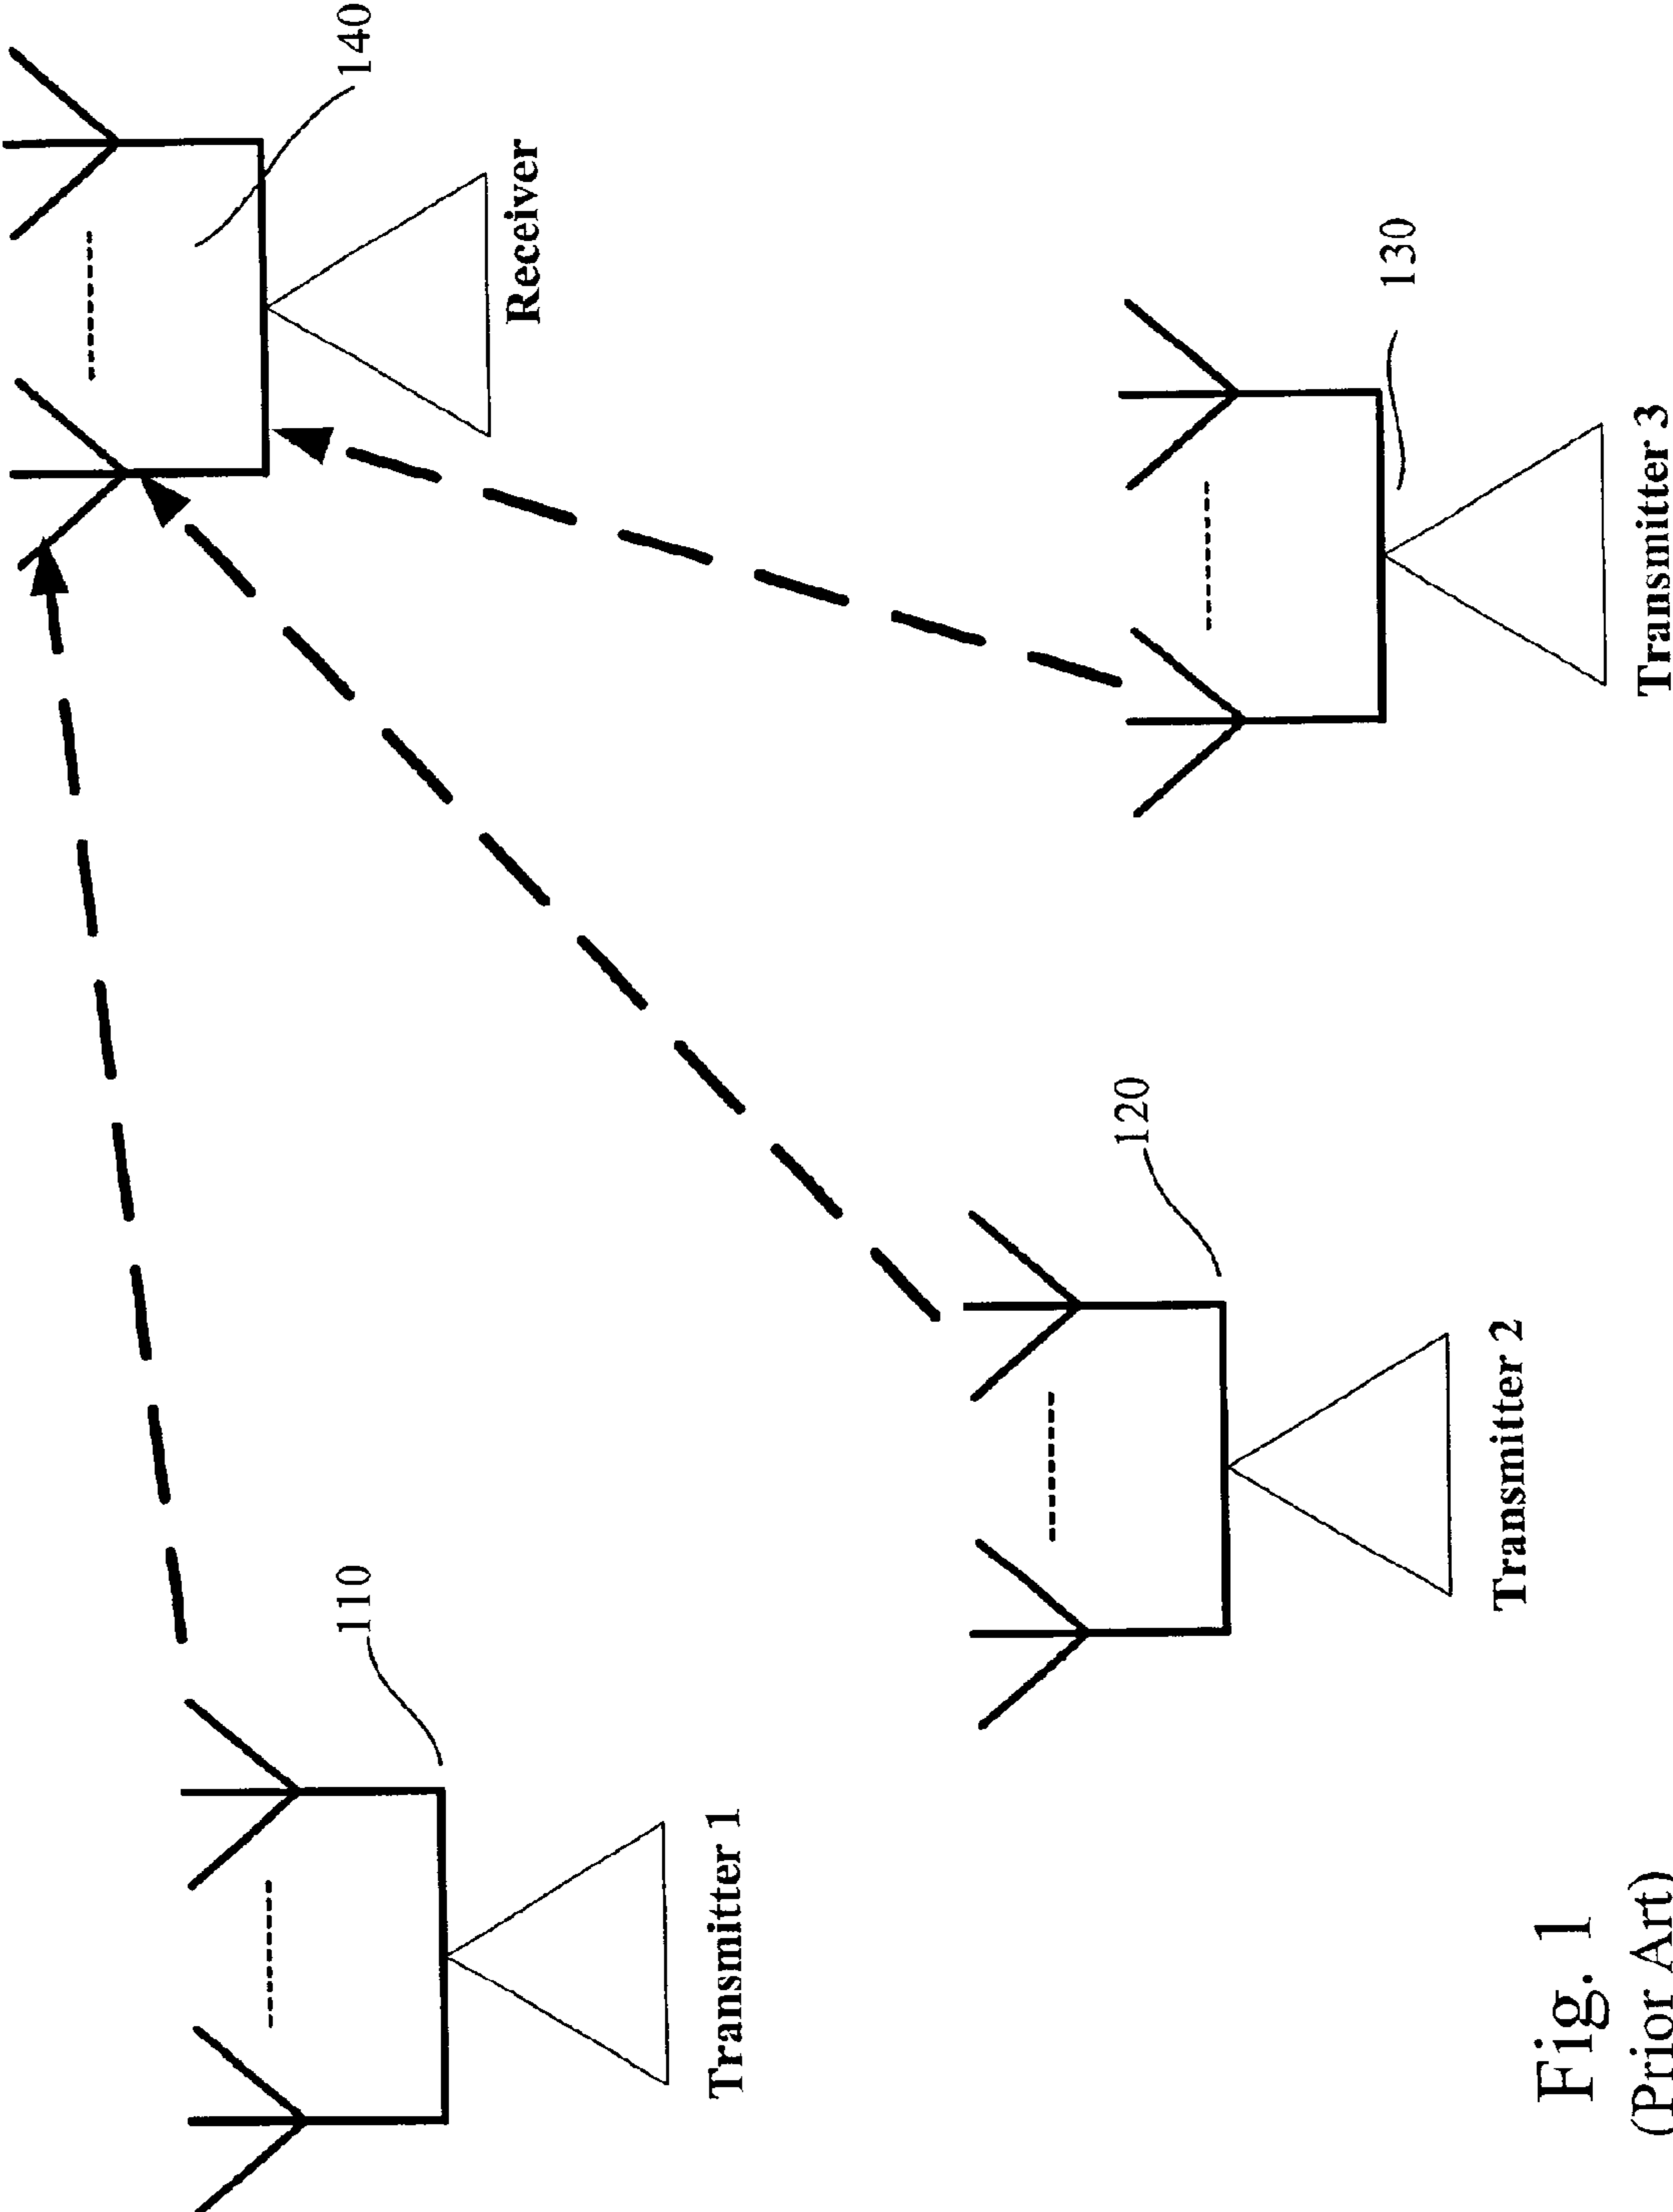 140
Receiver
110
Transmitter 1
120
Transmitter 2
130
Transmitter 3
Fig. 1
(Prior Art)